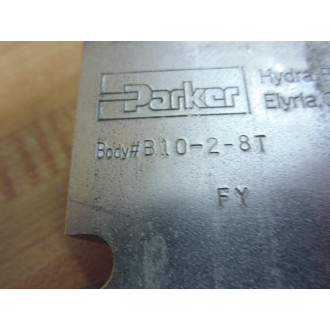 Parker
Hydra
Elyria
Body# B10-2-8T
FY